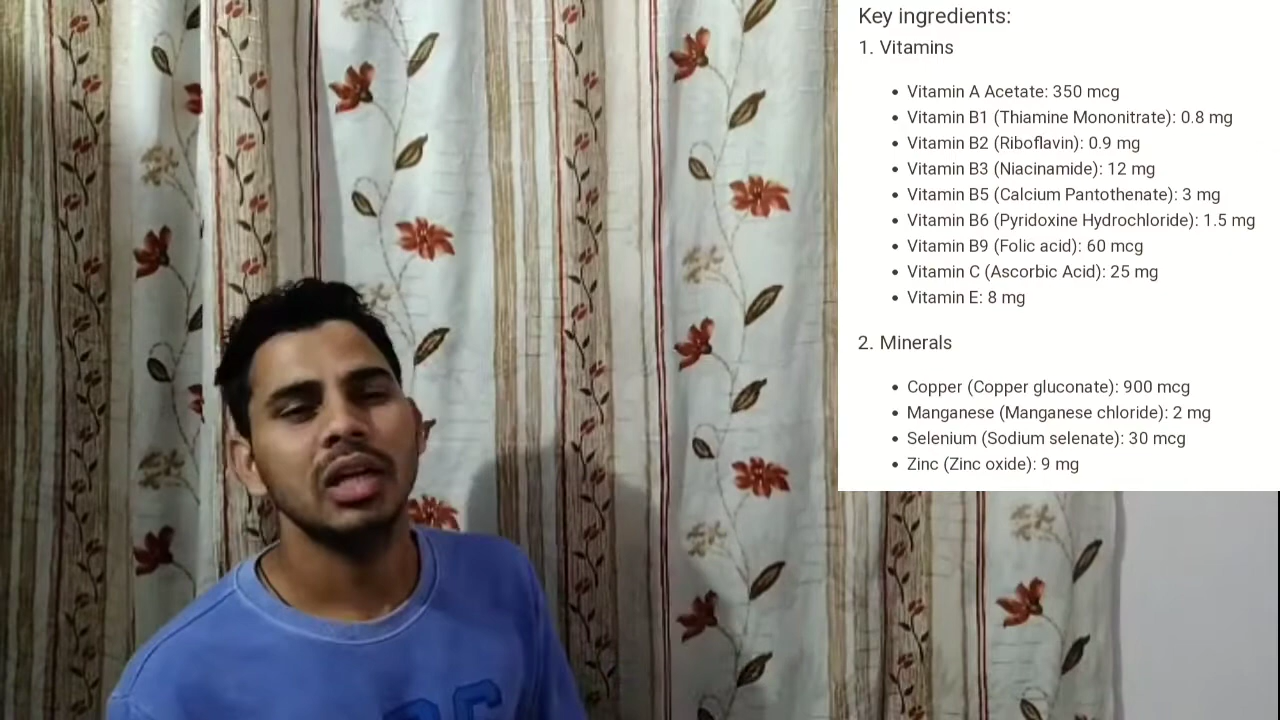 Key ingredients:
1. Vitamins
• Vitamin A Acetate: 350 mcg
• Vitamin B1 (Thiamine Mononitrate): 0.8 mg
• Vitamin B2 (Riboflavin): 0.9 mg
• Vitamin B3 (Niacinamide): 12 mg
• Vitamin B5 (Calcium Pantothenate): 3 mg
• Vitamin B6 (Pyridoxine Hydrochloride): 1.5 mg
• Vitamin B9 (Folic acid): 60 mcg
• Vitamin C (Ascorbic Acid): 25 mg
• Vitamin E: 8 mg
2. Minerals
• Copper (Copper gluconate): 900 mcg
• Manganese (Manganese chloride): 2 mg
• Selenium (Sodium selenate): 30 mcg
• Zinc (Zinc oxide): 9 mg